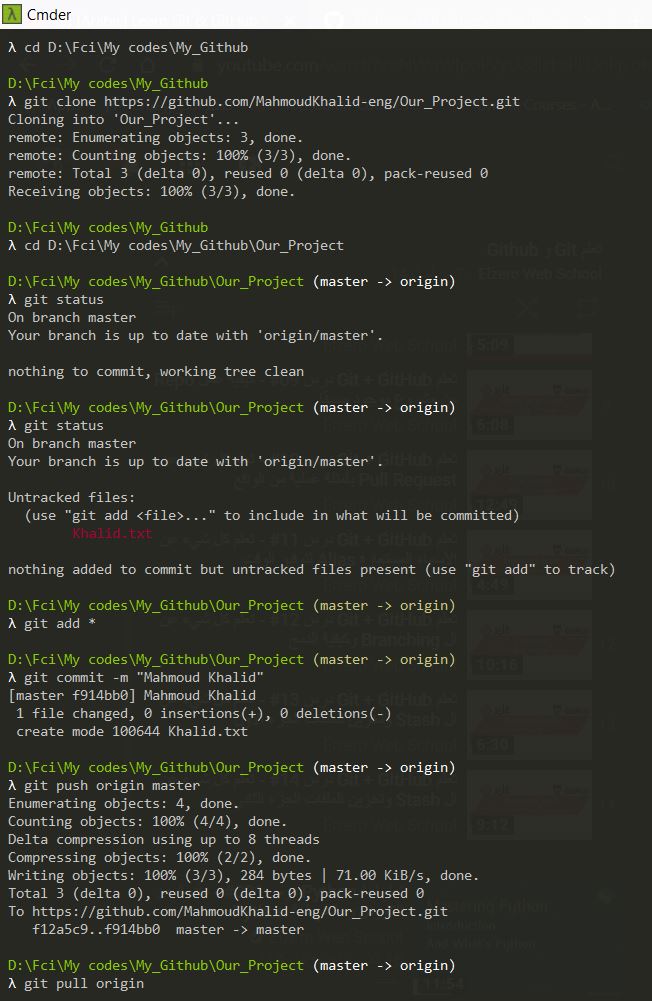 Cmder
λ cd D:\Fci\My codes\My_Github
D:\Fci\My codes\My_Github
λ git clone https://github.com/MahmoudKhalid-eng/Our_Project.git
Cloning into 'Our_Project'...
remote: Enumerating objects: 3, done.
remote: Counting objects: 100% (3/3), done.
remote: Total 3 (delta 0), reused 0 (delta 0), pack-reused 0
Receiving objects: 100% (3/3), done.
D:\Fci\My codes\My_Github
λ cd D:\Fci\My codes\My_Github\Our_Project
D:\Fci\My codes\My_Github\Our_Project (master -> origin)
λ git status
On branch master
Your branch is up to date with 'origin/master'.
nothing to commit, working tree clean
D:\Fci\My codes\My_Github\Our_Project (master -> origin)
λ git status
On branch master
Your branch is up to date with 'origin/master'.
Untracked files:
(use "git add <file>..." to include in what will be committed)
Khalid.txt
nothing added to commit but untracked files present (use "git add" to track)
D:\Fci\My codes\My_Github\Our_Project (master -> origin)
λ git add *
D:\Fci\My codes\My_Github\Our_Project (master -> origin)
λ git commit -m "Mahmoud Khalid"
[master f914bb0] Mahmoud Khalid
1 file changed, 0 insertions(+), 0 deletions(-)
create mode 100644 Khalid.txt
D:\Fci\My codes\My_Github\Our_Project (master -> origin)
λ git push origin master
Enumerating objects: 4, done.
Counting objects: 100% (4/4), done.
Delta compression using up to 8 threads
Compressing objects: 100% (2/2), done.
Writing objects: 100% (3/3), 284 bytes | 71.00 KiB/s, done.
Total 3 (delta 0), reused 0 (delta 0), pack-reused 0
To https://github.com/MahmoudKhalid-eng/Our_Project.git
f12a5c9..f914bb0  master -> master
D:\Fci\My codes\My_Github\Our_Project (master -> origin)
λ git pull origin